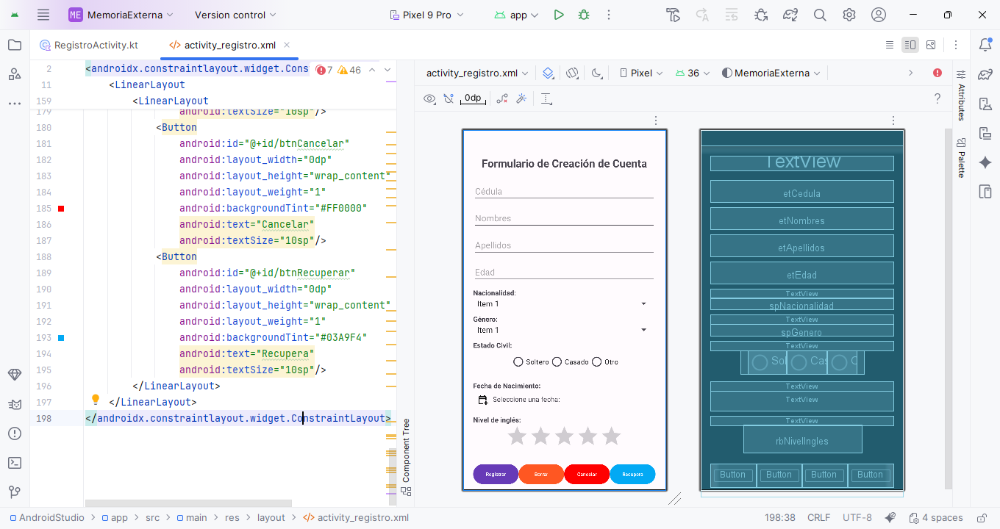 ME MemoriaExterna Version control Pixel 9 Pro app
RegistroActivity.kt activity_registro.xml
2 <androidx.constraintlayout.widget.Cons 7 46
11 <LinearLayout
159 <LinearLayout
179 android:textSize="10sp"/>
180 <Button
181 android:id="@+id/btnCancelar"
182 android:layout_width="0dp"
183 android:layout_height="wrap_content"
184 android:layout_weight="1"
185 android:backgroundTint="#FF0000"
186 android:text="Cancelar"
187 android:textSize="10sp"/>
188 <Button
189 android:id="@+id/btnRecuperar"
190 android:layout_width="0dp"
191 android:layout_height="wrap_content"
192 android:layout_weight="1"
193 android:backgroundTint="#03A9F4"
194 android:text="Recupera"
195 android:textSize="10sp"/>
196 </LinearLayout>
197 </LinearLayout>
198 </androidx.constraintlayout.widget.ConstraintLayout>
Component Tree
activity_registro.xml Pixel 36 MemoriaExterna
0dp ?
Attributes
Palette
Formulario de Creación de Cuenta
Cédula
Nombres
Apellidos
Edad
Nacionalidad:
Item 1
Género:
Item 1
Estado Civil:
Soltero Casado Otro
Fecha de Nacimiento:
Seleccione una fecha:
Nivel de inglés:
Registrar Borrar Cancelar Recupera
TextView
etCedula
etNombres
etApellidos
etEdad
TextView
spNacionalidad
TextView
spGenero
TextView
Sol Cas
TextView
TextView
TextView
rbNivelIngles
Button Button Button Button
AndroidStudio > app > src > main > res > layout > activity_registro.xml 198:38 CRLF UTF-8 4 spaces